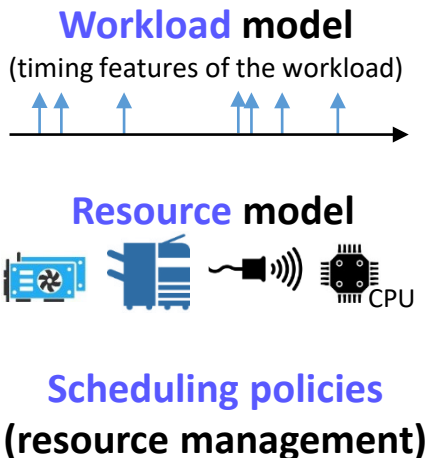 Workload model
(timing features of the workload)
Resource model
CPU
Scheduling policies
(resource management)